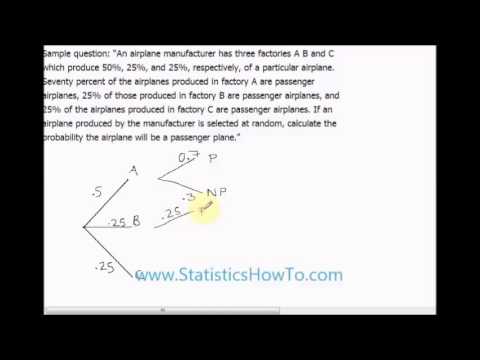 Sample question: "An airplane manufacturer has three factories A B and C
which produce 50%, 25%, and 25%, respectively, of a particular airplane.
Seventy percent of the airplanes produced in factory A are passenger
airplanes, 25% of those produced in factory B are passenger airplanes, and
25% of the airplanes produced in factory C are passenger airplanes. If an
airplane produced by the manufacturer is selected at random, calculate the
probability the airplane will be a passenger plane."
0.7 P
A
.5
.3 NP
.25
.25 B
.25 C
www.StatisticsHowTo.com